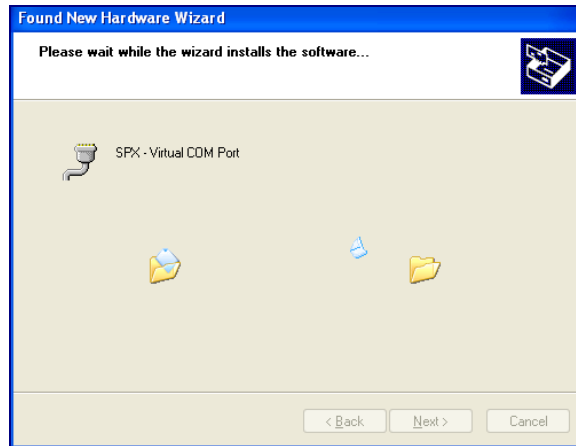 Found New Hardware Wizard
Please wait while the wizard installs the software...
SPX - Virtual COM Port
< Back
Next >
Cancel